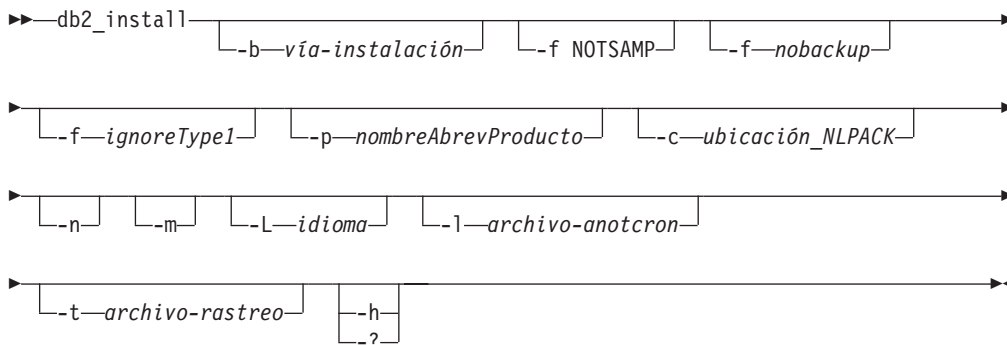 db2_install
-b vía-instalación -f NOTSAMP -f nobackup
-f ignoreType1 -p nombreAbrevProducto -c ubicación_NLPACK
-n -m -L idioma -l archivo-anotcron
-t archivo-rastreo -h
-?